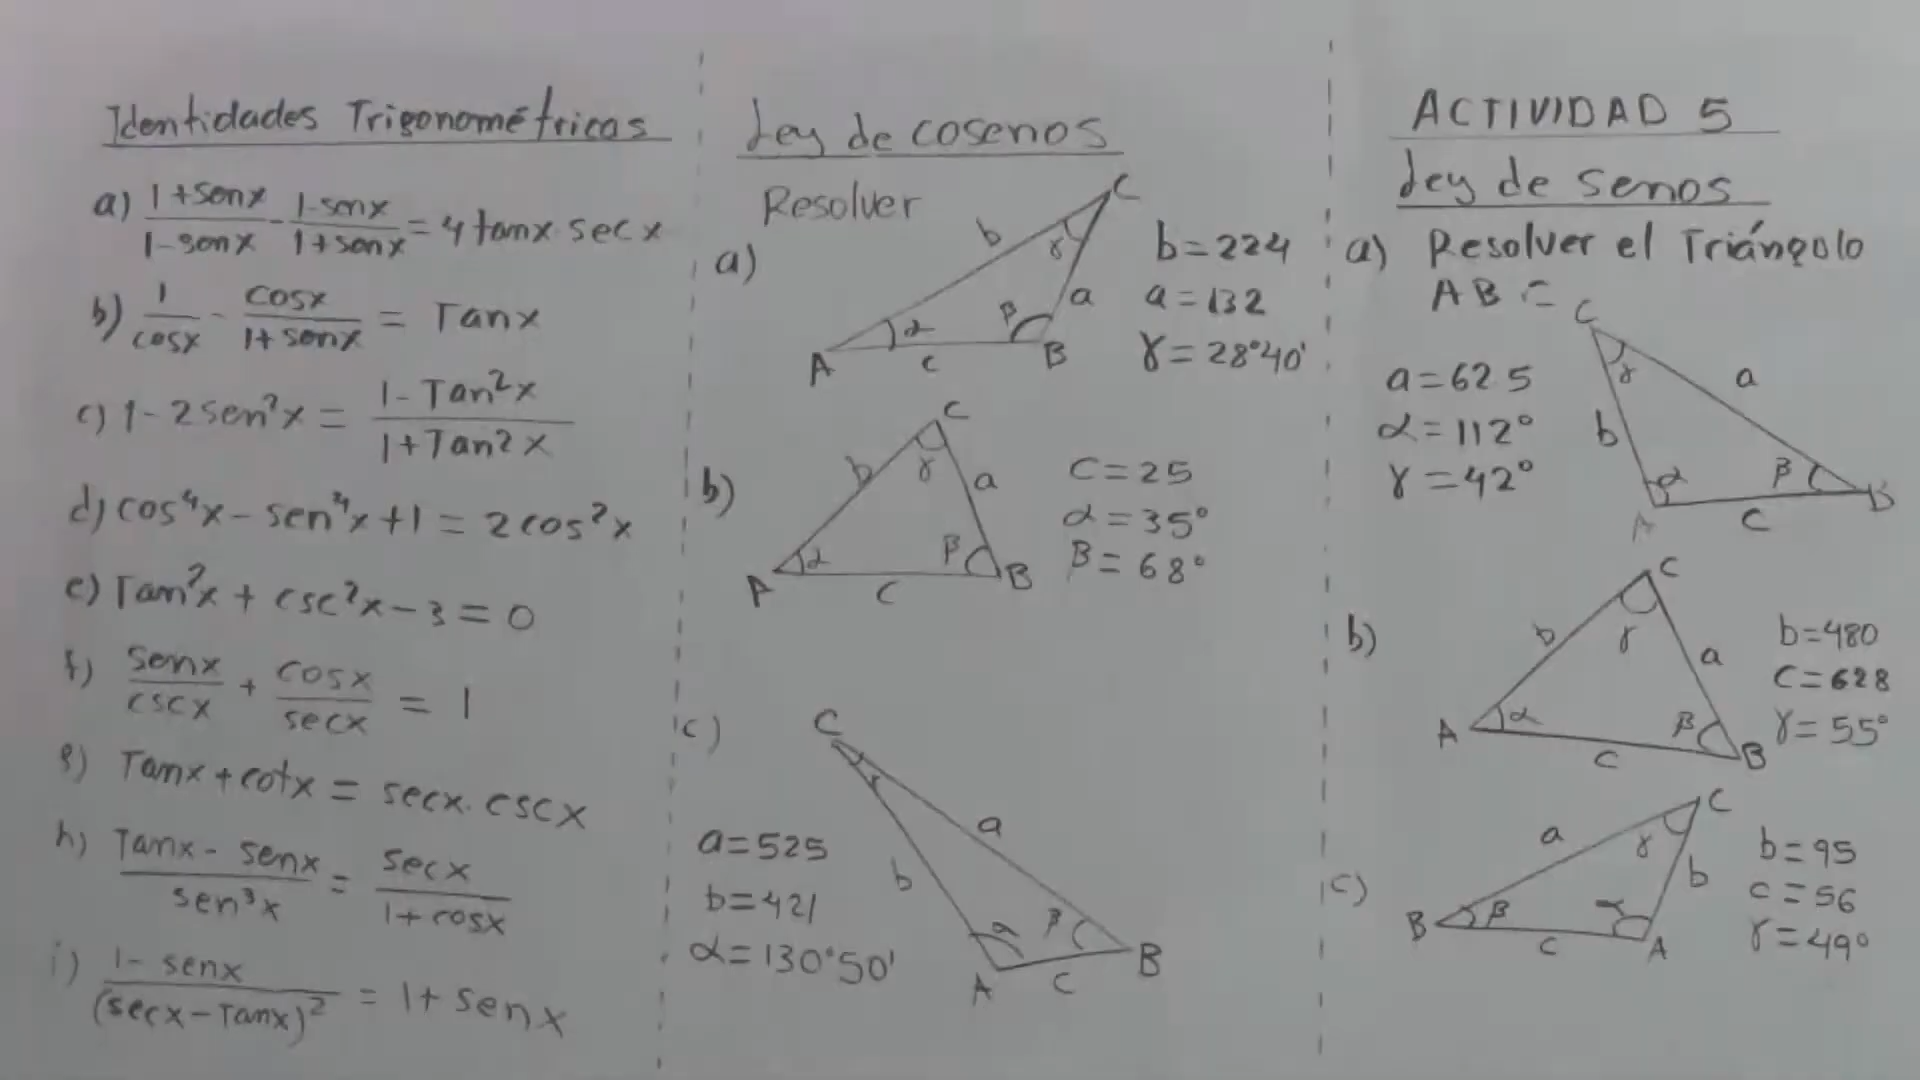 Identidades Trigonométricas
a) 1+senx/1-senx - 1-senx/1+senx = 4 tanx. secx
b) 1/cosx - cosx/1+senx = Tanx
c) 1-2sen²x = 1-Tan²x/1+Tan2x
d) cos⁴x - sen⁴x + 1 = 2cos²x
e) Tan²x + csc²x - 3 = 0
f) senx/cscx + cosx/secx = 1
g) Tanx + cotx = secx. cscx
h) Tanx - senx/sen³x = secx/1+cosx
i) 1-senx/(secx-Tanx)² = 1+senx
Ley de cosenos
Resolver
a)
C
b
γ
a
α
β
A
c
B
b=224
a=132
γ=28°40'
b)
C
b
γ
a
α
β
A
c
B
C=25
α=35°
B=68°
c)
C
a
b
β
A
c
B
a=525
b=421
α=130°50'
ACTIVIDAD 5
Ley de senos
a) Resolver el Triángulo
AB
C
γ
a
b
α
β
A
c
B
a=62.5
α=112°
γ=42°
b)
C
b
γ
a
A
α
β
c
B
b=480
C=628
γ=55°
c)
C
a
γ
b
B
β
c
A
b=95
c=56
γ=49°